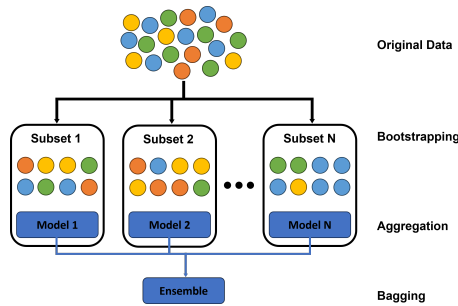 Original Data
Subset 1 Subset 2 Subset N Bootstrapping
Model 1 Model 2 Model N Aggregation
Ensemble
Bagging